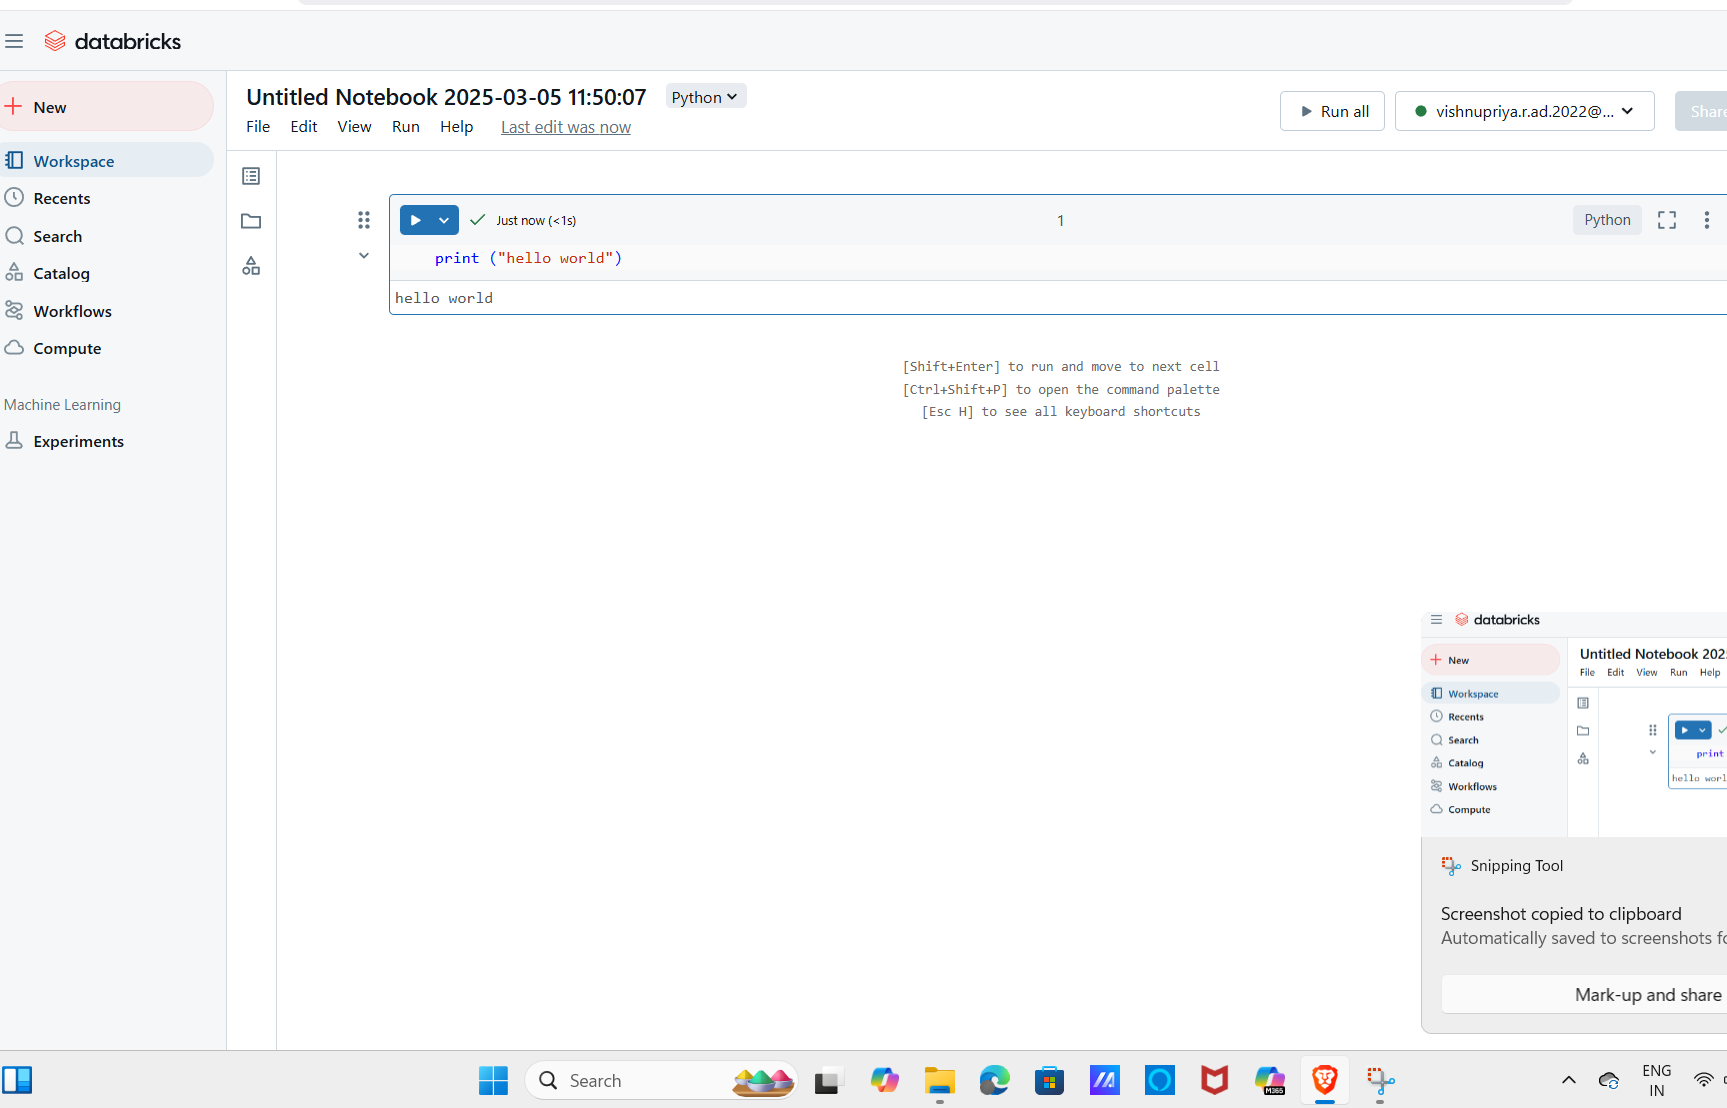 databricks
New
Workspace
Recents
Search
Catalog
Workflows
Compute
Machine Learning
Experiments
Untitled Notebook 2025-03-05 11:50:07
Python
File Edit View Run Help Last edit was now
Run all
vishnupriya.r.ad.2022@...
Share
Just now (<1s)
1
Python
print ("hello world")
hello world
[Shift+Enter] to run and move to next cell
[Ctrl+Shift+P] to open the command palette
[Esc H] to see all keyboard shortcuts
databricks
New
Workspace
Recents
Search
Catalog
Workflows
Compute
Untitled Notebook 202
File Edit View Run Help
print
hello worl
Snipping Tool
Screenshot copied to clipboard
Automatically saved to screenshots fo
Mark-up and share
Search
M365
ENG
IN